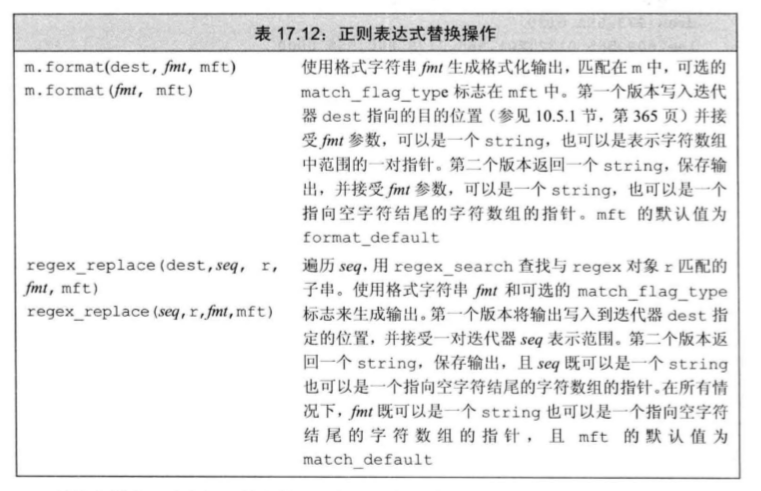 表 17.12：正则表达式替换操作
m.format(dest, fmt, mft)
m.format(fmt, mft)
使用格式字符串 fmt 生成格式化输出，匹配在 m 中，可选的
match_flag_type 标志在 mft 中。第一个版本写入迭代
器 dest 指向的目的位置（参见 10.5.1 节，第 365 页）并接
受 fmt 参数，可以是一个 string，也可以是表示字符数组
中范围的一对指针。第二个版本返回一个 string，保存输
出，并接受 fmt 参数，可以是一个 string，也可以是一个
指向空字符结尾的字符数组的指针。mft 的默认值为
format_default
regex_replace(dest,seq, r,
fmt, mft)
regex_replace(seq,r,fmt,mft)
遍历 seq，用 regex_search 查找与 regex 对象 r 匹配的
子串。使用格式字符串 fmt 和可选的 match_flag_type
标志来生成输出。第一个版本将输出写入到迭代器 dest 指
定的位置，并接受一对迭代器 seq 表示范围。第二个版本返
回一个 string，保存输出，且 seq 既可以是一个 string
也可以是一个指向空字符结尾的字符数组的指针。在所有情
况下，fmt 既可以是一个 string 也可以是一个指向空字符
结尾的字符数组的指针，且 mft 的默认值为
match_default